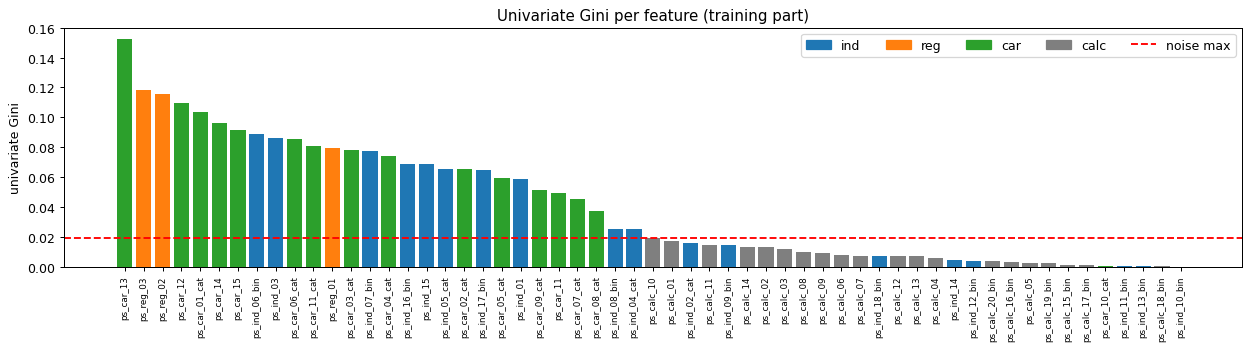 Univariate Gini per feature (training part)
univariate Gini
0.16
0.14
0.12
0.10
0.08
0.06
0.04
0.02
0.00
ind
reg
car
calc
noise max
ps_car_13
ps_reg_03
ps_reg_02
ps_car_12
ps_car_01_cat
ps_car_14
ps_car_15
ps_ind_06_bin
ps_ind_03
ps_car_06_cat
ps_car_11_cat
ps_reg_01
ps_car_03_cat
ps_ind_07_bin
ps_car_04_cat
ps_ind_16_bin
ps_ind_15
ps_ind_05_cat
ps_car_02_cat
ps_ind_17_bin
ps_car_05_cat
ps_ind_01
ps_car_09_cat
ps_car_11
ps_car_07_cat
ps_car_08_cat
ps_ind_08_bin
ps_ind_04_cat
ps_calc_10
ps_calc_01
ps_ind_02_cat
ps_calc_11
ps_ind_09_bin
ps_calc_14
ps_calc_02
ps_calc_03
ps_calc_08
ps_calc_09
ps_calc_06
ps_calc_07
ps_ind_18_bin
ps_calc_12
ps_calc_13
ps_calc_04
ps_ind_14
ps_ind_12_bin
ps_calc_20_bin
ps_calc_16_bin
ps_calc_05
ps_calc_19_bin
ps_calc_15_bin
ps_calc_17_bin
ps_car_10_cat
ps_ind_11_bin
ps_ind_13_bin
ps_calc_18_bin
ps_ind_10_bin